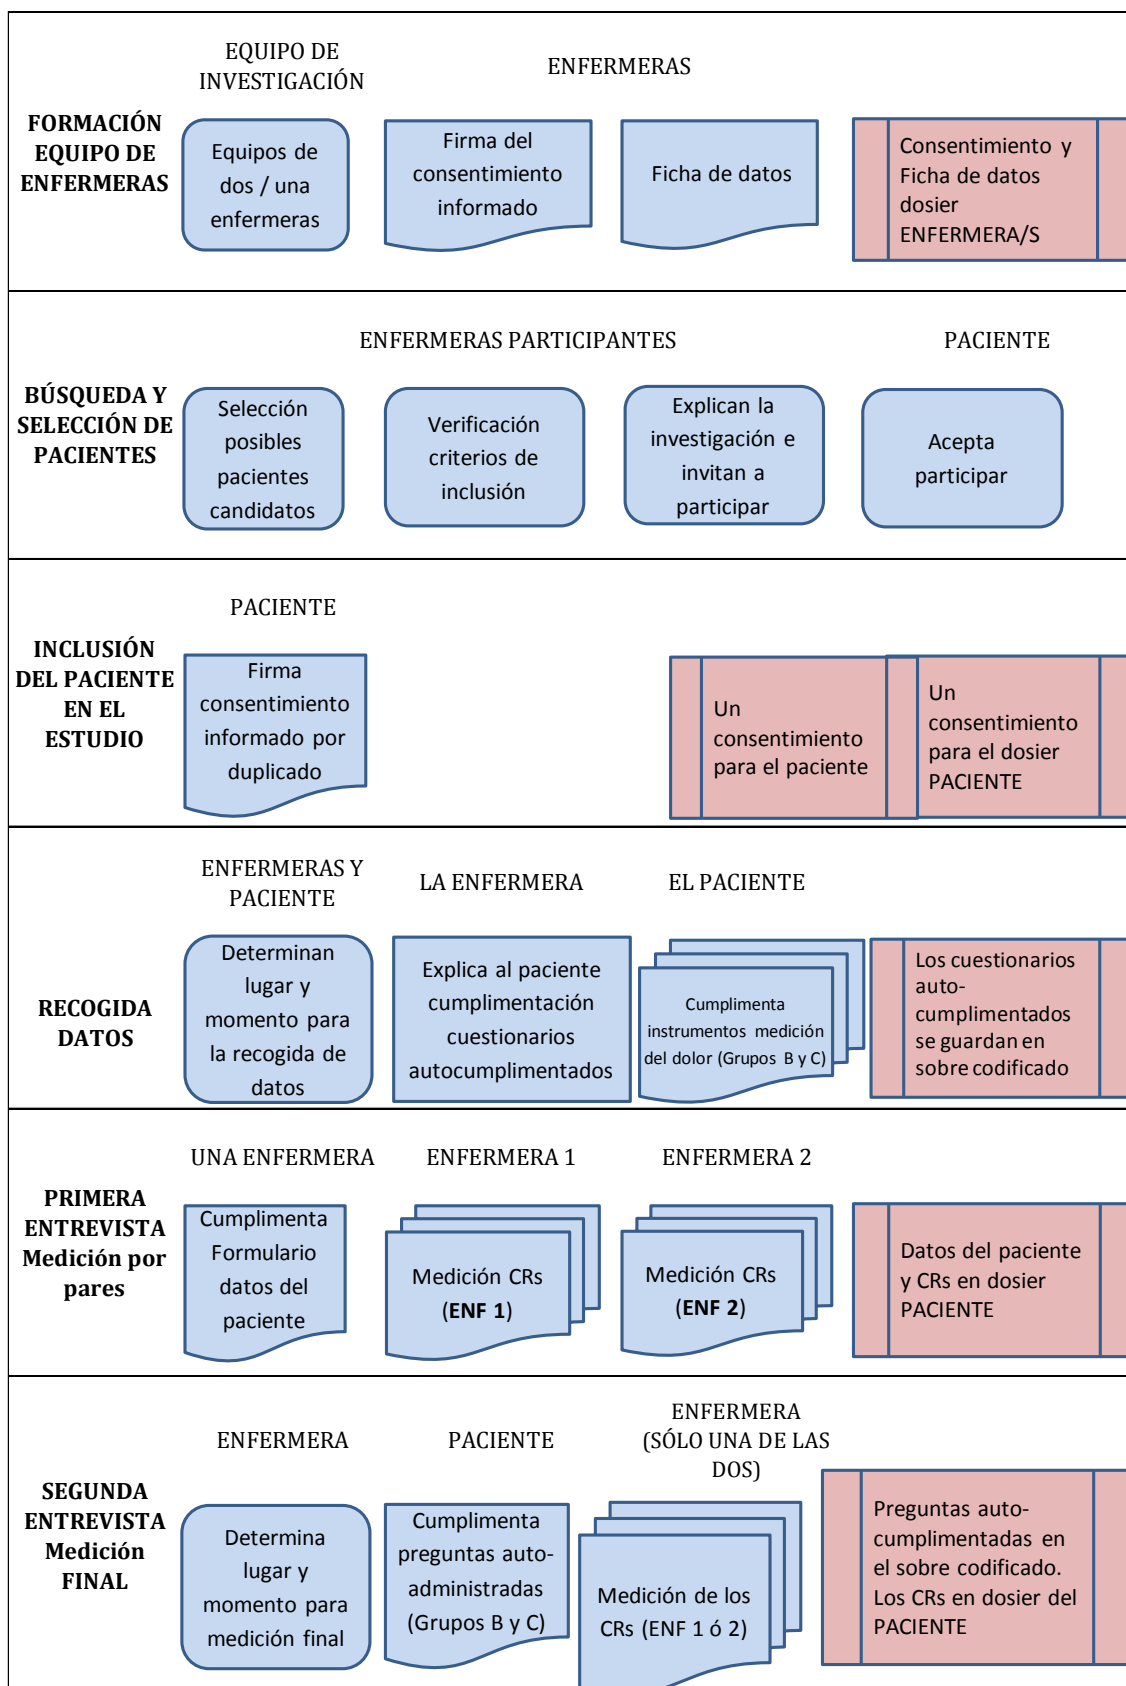 EQUIPO DE
INVESTIGACIÓN
ENFERMERAS
FORMACIÓN
EQUIPO DE
ENFERMERAS
Equipos de
dos / una
enfermeras
Firma del
consentimiento
informado
Ficha de datos
Consentimiento y
Ficha de datos
dosier
ENFERMERA/S
ENFERMERAS PARTICIPANTES
PACIENTE
BÚSQUEDA Y
SELECCIÓN DE
PACIENTES
Selección
posibles
pacientes
candidatos
Verificación
criterios de
inclusión
Explican la
investigación e
invitan a
participar
Acepta
participar
PACIENTE
INCLUSIÓN
DEL PACIENTE
EN EL
ESTUDIO
Firma
consentimiento
informado por
duplicado
Un
consentimiento
para el paciente
Un
consentimiento
para el dosier
PACIENTE
ENFERMERAS Y
PACIENTE
LA ENFERMERA
EL PACIENTE
RECOGIDA
DATOS
Determinan
lugar y
momento para
la recogida de
datos
Explica al paciente
cumplimentación
cuestionarios
autocumplimentados
Cumplimenta
instrumentos medición
del dolor (Grupos B y C)
Los cuestionarios
auto-
cumplimentados
se guardan en
sobre codificado
UNA ENFERMERA
ENFERMERA 1
ENFERMERA 2
PRIMERA
ENTREVISTA
Medición por
pares
Cumplimenta
Formulario
datos del
paciente
Medición CRs
(ENF 1)
Medición CRs
(ENF 2)
Datos del paciente
y CRs en dosier
PACIENTE
ENFERMERA
PACIENTE
ENFERMERA
(SÓLO UNA DE LAS
DOS)
SEGUNDA
ENTREVISTA
Medición
FINAL
Determina
lugar y
momento para
medición final
Cumplimenta
preguntas auto-
administradas
(Grupos B y C)
Medición de los
CRs (ENF 1 ó 2)
Preguntas auto-
cumplimentadas en
el sobre codificado.
Los CRs en dosier del
PACIENTE